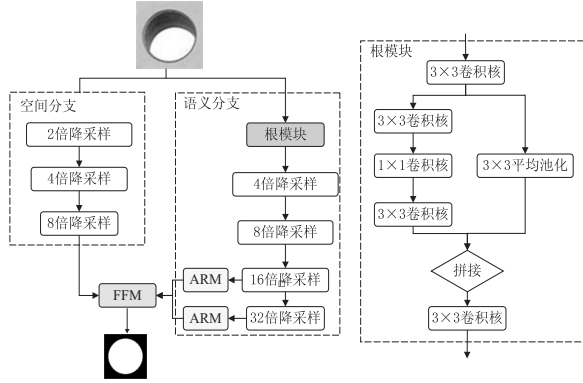 空间分支
2倍降采样
4倍降采样
8倍降采样
语义分支
根模块
4倍降采样
8倍降采样
16倍降采样
ARM
32倍降采样
ARM
FFM
根模块
3×3卷积核
3×3卷积核
1×1卷积核
3×3卷积核
3×3平均池化
拼接
3×3卷积核